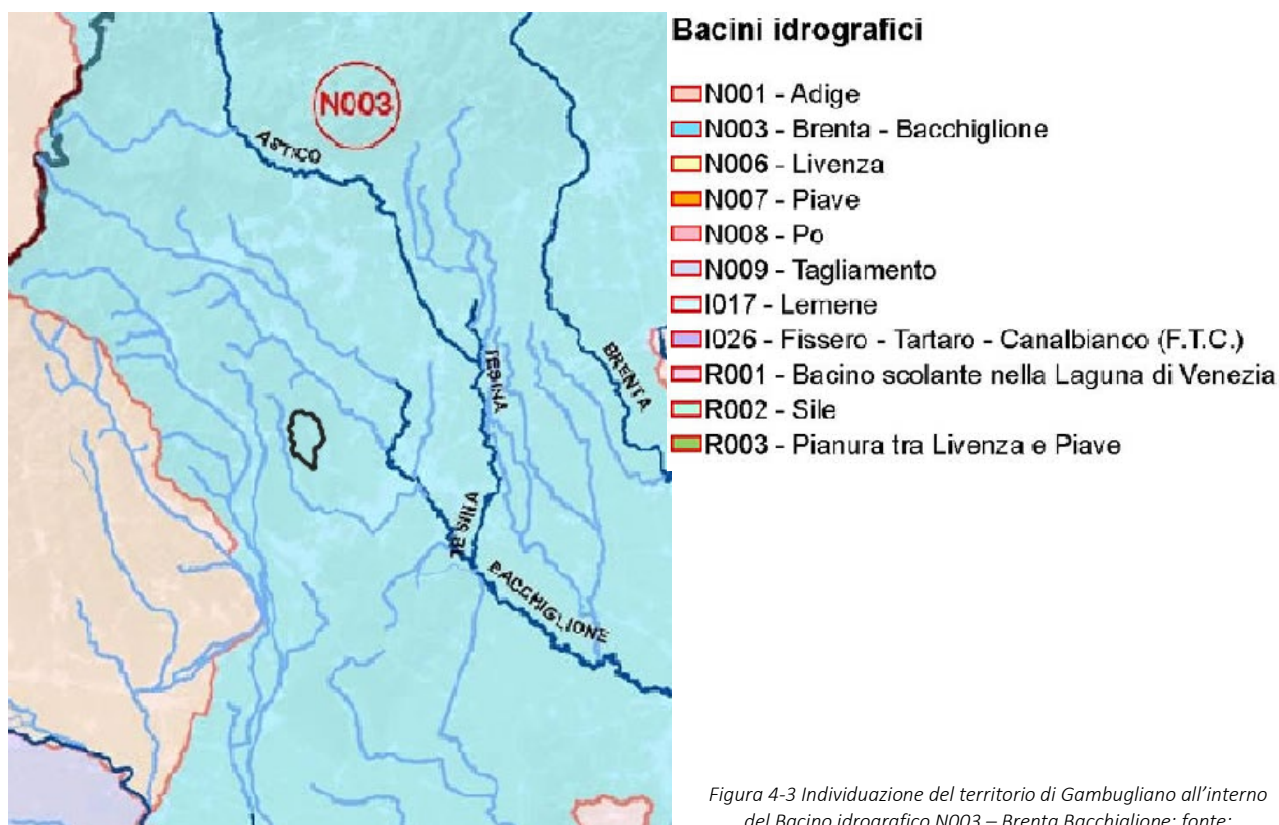 Bacini idrografici
N001 - Adige
N003 - Brenta - Bacchiglione
N006 - Livenza
N007 - Piave
N008 - Po
N009 - Tagliamento
I017 - Lemene
I026 - Fissero - Tartaro - Canalbianco (F.T.C.)
R001 - Bacino scolante nella Laguna di Venezia
R002 - Sile
R003 - Pianura tra Livenza e Piave
N003
ASTICO
TESINA
BRENTA
BACCHIGLIONE
Figura 4-3 Individuazione del territorio di Gambugliano all'interno
del Bacino idrografico N003 – Brenta Bacchiglione; fonte: